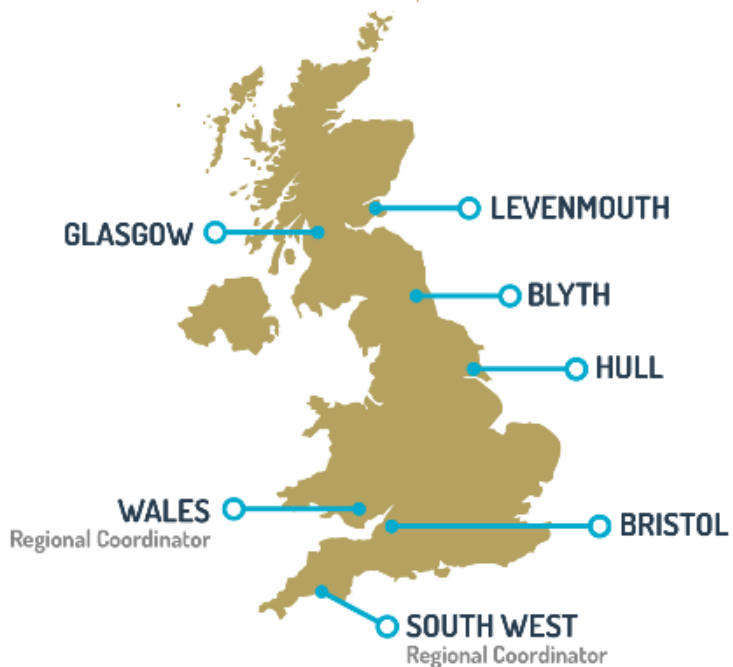 LEVENMOUTH
GLASGOW
BLYTH
HULL
WALES
Regional Coordinator
BRISTOL
SOUTH WEST
Regional Coordinator